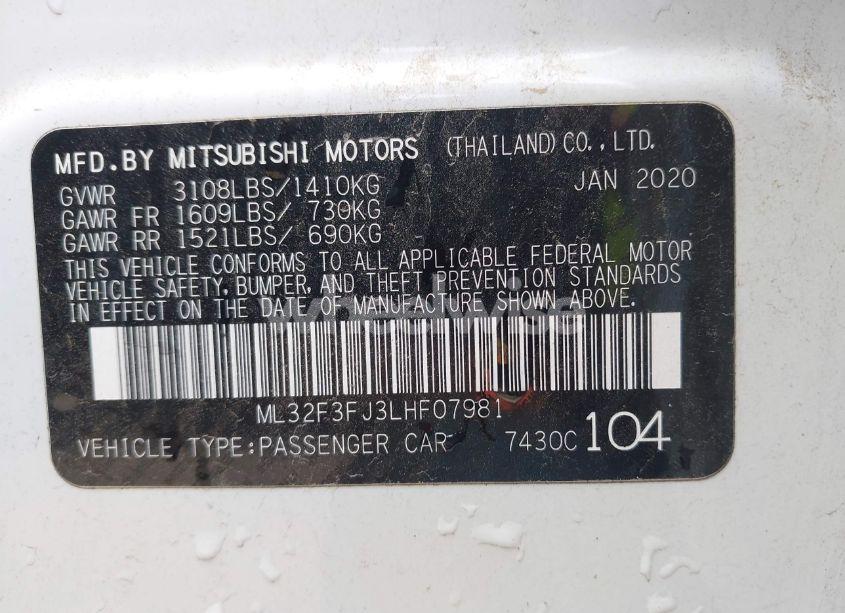 MFD.BY MITSUBISHI MOTORS (THAILAND) CO.,LTD.
GVWR 3108LBS/1410KG JAN 2020
GAWR FR 1609LBS/ 730KG
GAWR RR 1521LBS/ 690KG
THIS VEHICLE CONFORMS TO ALL APPLICABLE FEDERAL MOTOR
VEHICLE SAFETY, BUMPER, AND THEFT PREVENTION STANDARDS
IN EFFECT ON THE DATE OF MANUFACTURE SHOWN ABOVE.
wheelwise
ML32F3FJ3LHF07981
VEHICLE TYPE:PASSENGER CAR 7430C 104